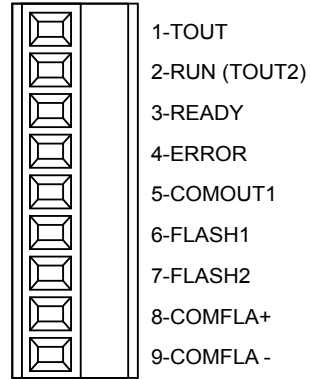 1-TOUT
2-RUN (TOUT2)
3-READY
4-ERROR
5-COMOUT1
6-FLASH1
7-FLASH2
8-COMFLA+
9-COMFLA -